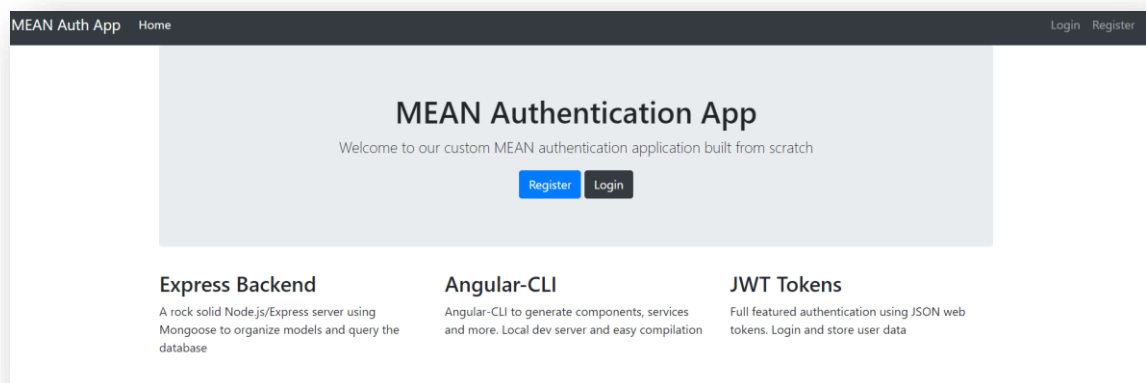 MEAN Auth App Home Login Register
MEAN Authentication App
Welcome to our custom MEAN authentication application built from scratch
Register Login
Express Backend
A rock solid Node.js/Express server using
Mongoose to organize models and query the
database
Angular-CLI
Angular-CLI to generate components, services
and more. Local dev server and easy compilation
JWT Tokens
Full featured authentication using JSON web
tokens. Login and store user data